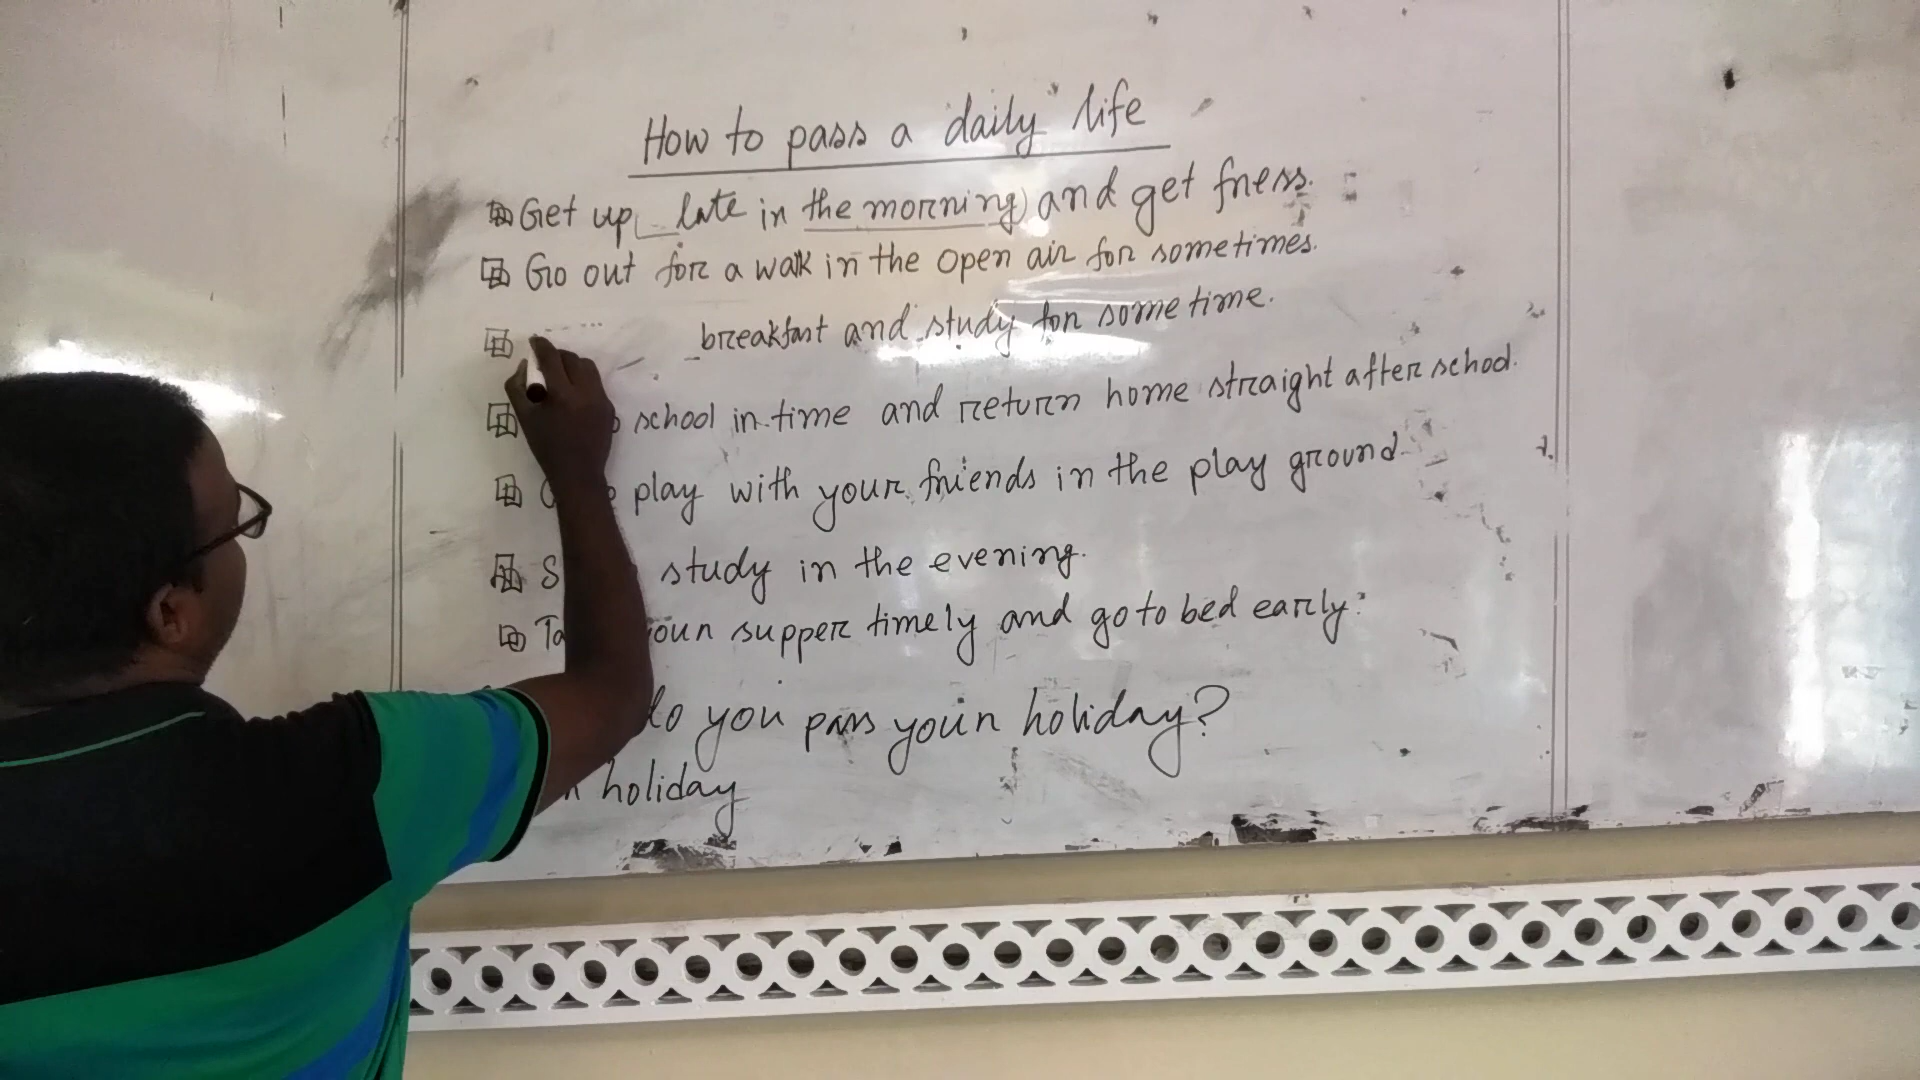 How to pass a daily life
Get up late in the morning and get fress.
Go out for a walk in the open air for sometimes.
breakfast and study for some time.
school in time and return home straight after school.
play with your friends in the play ground.
study in the evening.
your supper timely and go to bed early.
do you pass your holiday?
holiday